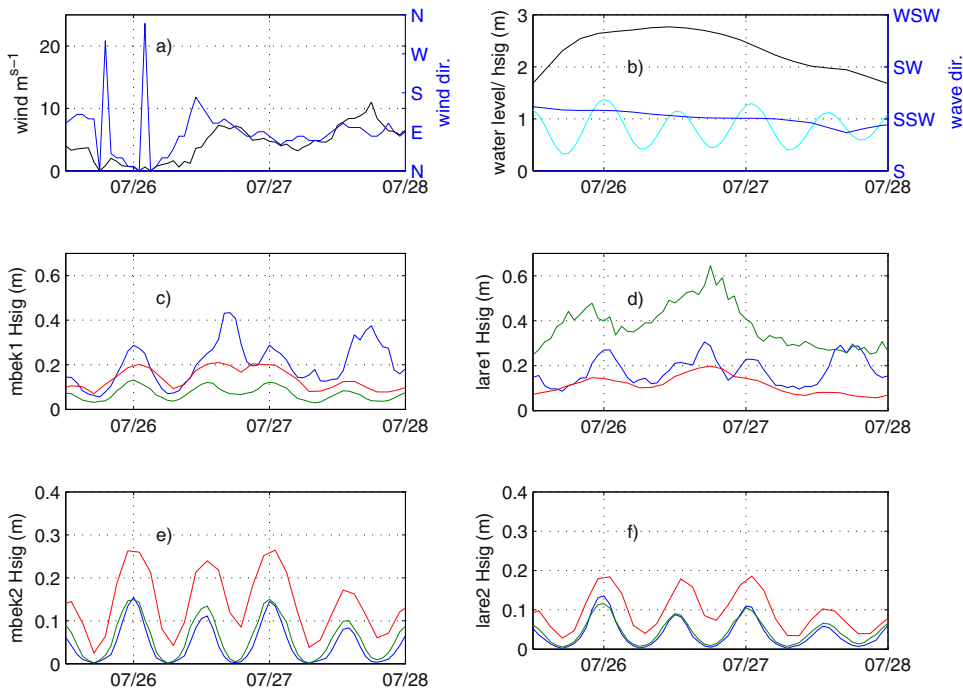 a)
wind m s−1
20
10
0
N
W
S
E
N
wind dir.
07/26
07/27
07/28
b)
water level/ hsig (m)
3
2
1
0
WSW
SW
SSW
S
wave dir.
07/26
07/27
07/28
c)
mbek1 Hsig (m)
0.6
0.4
0.2
0
07/26
07/27
07/28
d)
lare1 Hsig (m)
0.6
0.4
0.2
0
07/26
07/27
07/28
e)
mbek2 Hsig (m)
0.4
0.3
0.2
0.1
0
07/26
07/27
07/28
f)
lare2 Hsig (m)
0.4
0.3
0.2
0.1
0
07/26
07/27
07/28